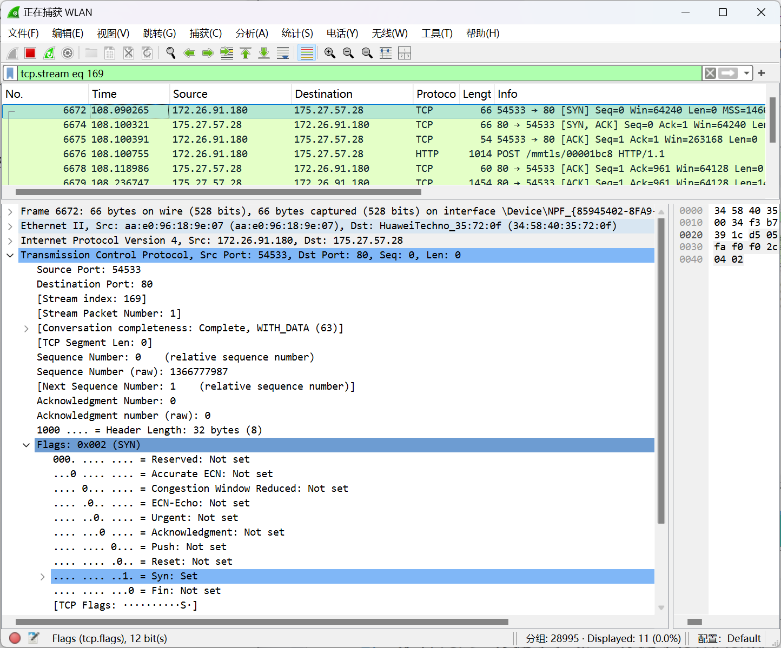 正在捕获 WLAN
文件(F) 编辑(E) 视图(V) 跳转(G) 捕获(C) 分析(A) 统计(S) 电话(Y) 无线(W) 工具(T) 帮助(H)
tcp.stream eq 169
No. Time Source Destination Protoco Lengt Info
6672 108.090265 172.26.91.180 175.27.57.28 TCP 66 54533 → 80 [SYN] Seq=0 Win=64240 Len=0 MSS=1460
6674 108.100321 175.27.57.28 172.26.91.180 TCP 66 80 → 54533 [SYN, ACK] Seq=0 Ack=1 Win=64240 Len
6675 108.100391 172.26.91.180 175.27.57.28 TCP 54 54533 → 80 [ACK] Seq=1 Ack=1 Win=263168 Len=0
6676 108.100755 172.26.91.180 175.27.57.28 HTTP 1014 POST /mmtls/00001bc8 HTTP/1.1
6678 108.118986 175.27.57.28 172.26.91.180 TCP 60 80 → 54533 [ACK] Seq=1 Ack=961 Win=64128 Len=0
6679 108.236747 175.27.57.28 172.26.91.180 TCP 1454 80 → 54533 [ACK] Seq=1 Ack=961 Win=64128 Len=1
Frame 6672: 66 bytes on wire (528 bits), 66 bytes captured (528 bits) on interface \Device\NPF_{85945402-8FA9-
Ethernet II, Src: aa:e0:96:18:9e:07 (aa:e0:96:18:9e:07), Dst: HuaweiTechno_35:72:0f (34:58:40:35:72:0f)
Internet Protocol Version 4, Src: 172.26.91.180, Dst: 175.27.57.28
Transmission Control Protocol, Src Port: 54533, Dst Port: 80, Seq: 0, Len: 0
Source Port: 54533
Destination Port: 80
[Stream index: 169]
[Stream Packet Number: 1]
[Conversation completeness: Complete, WITH_DATA (63)]
[TCP Segment Len: 0]
Sequence Number: 0 (relative sequence number)
Sequence Number (raw): 1366777987
[Next Sequence Number: 1 (relative sequence number)]
Acknowledgment Number: 0
Acknowledgment number (raw): 0
1000 .... = Header Length: 32 bytes (8)
Flags: 0x002 (SYN)
000. .... .... = Reserved: Not set
...0 .... .... = Accurate ECN: Not set
.... 0... .... = Congestion Window Reduced: Not set
.... .0.. .... = ECN-Echo: Not set
.... ..0. .... = Urgent: Not set
.... ...0 .... = Acknowledgment: Not set
.... .... 0... = Push: Not set
.... .... .0.. = Reset: Not set
.... .... ..1. = Syn: Set
.... .... ...0 = Fin: Not set
[TCP Flags: ··········S·]
0000 34 58 40 35
0010 00 34 f3 b7
0020 39 1c d5 05
0030 fa f0 f0 2c
0040 04 02
Flags (tcp.flags), 12 bit(s) 分组: 28995 · Displayed: 11 (0.0%) 配置: Default